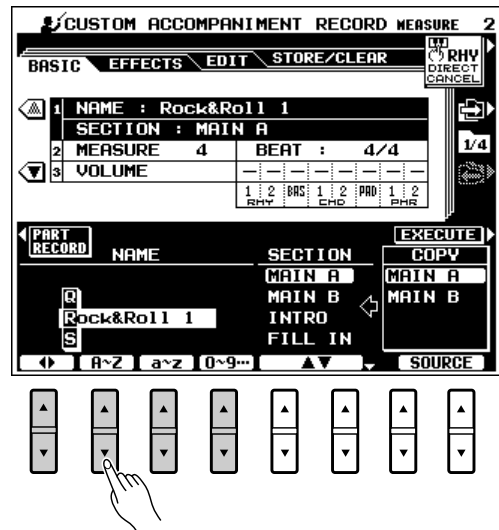 CUSTOM ACCOMPANIMENT RECORD MEASURE 2
BASIC EFFECTS EDIT STORE/CLEAR RHY
DIRECT
CANCEL
1 NAME : Rock&Roll 1
SECTION : MAIN A
2 MEASURE 4 BEAT : 4/4 1/4
3 VOLUME — — — — — — — —
1 2 BAS 1 2 PAD 1 2
RHY CHD PHR
PART RECORD EXECUTE
NAME SECTION COPY
MAIN A MAIN A
Q MAIN B MAIN B
Rock&Roll 1 INTRO
S FILL IN
A~Z a~z 0~9… SOURCE